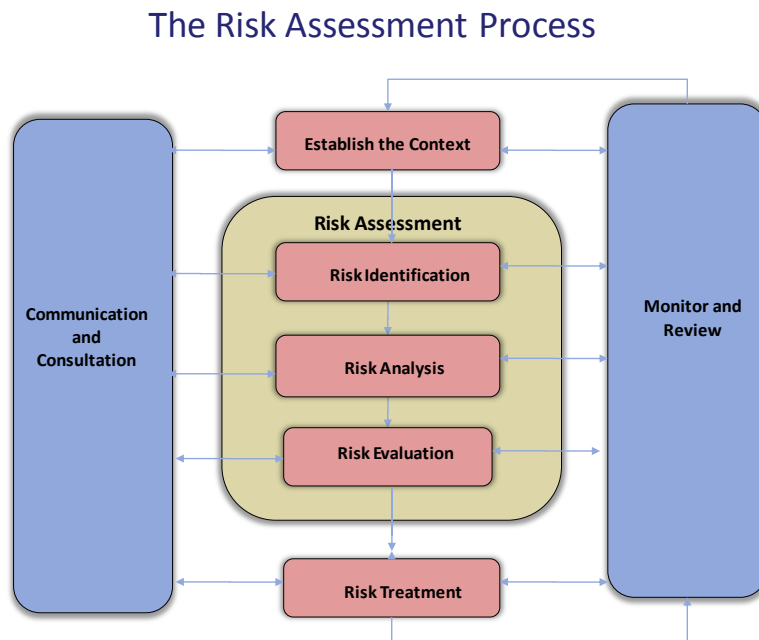 The Risk Assessment Process
Establish the Context
Risk Assessment
Risk Identification
Communication
and
Consultation
Monitor and
Review
Risk Analysis
Risk Evaluation
Risk Treatment